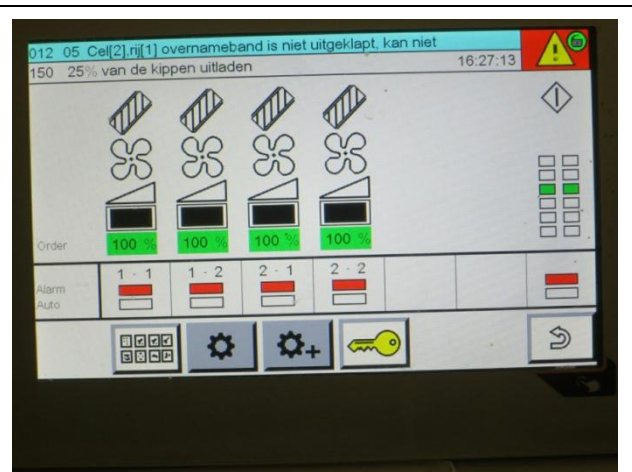 012 05 Cel[2],rij[1] overnameband is niet uitgeklapt, kan niet
150 25% van de kippen uitladen 16:27:13
Order 100 % 100 % 100 % 100 %
1 - 1 1 - 2 2 - 1 2 - 2
Alarm
Auto